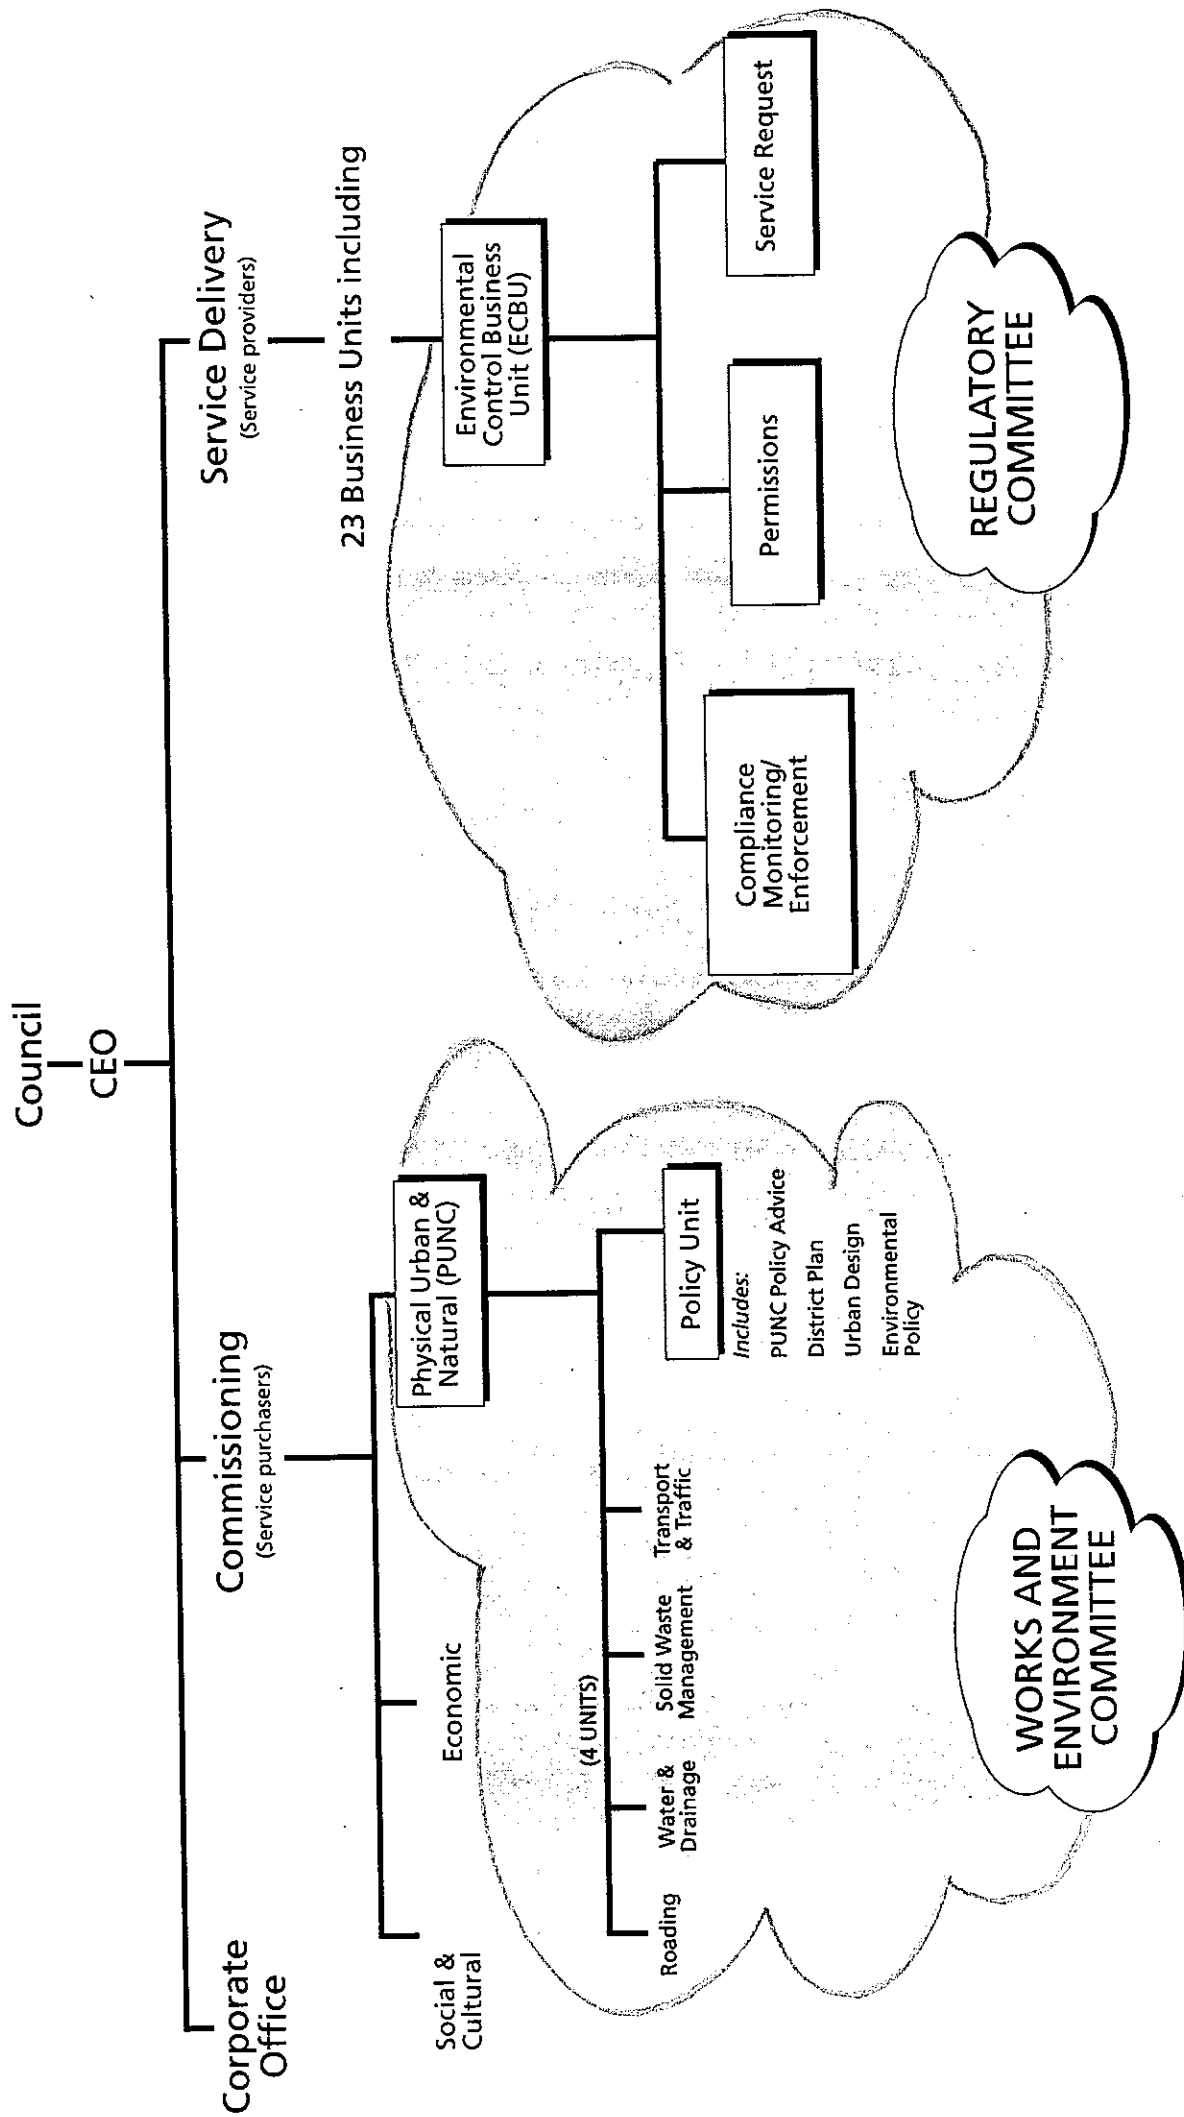 Council
CEO
Corporate
Office
Commissioning
(Service purchasers)
Service Delivery
(Service providers)
23 Business Units including
Social &
Cultural
Economic
Physical Urban &
Natural (PUNC)
Environmental
Control Business
Unit (ECBU)
(4 UNITS)
Roading
Water &
Drainage
Solid Waste
Management
Transport
& Traffic
Policy Unit
Includes:
PUNC Policy Advice
District Plan
Urban Design
Environmental
Policy
Compliance
Monitoring/
Enforcement
Permissions
Service Request
WORKS AND
ENVIRONMENT
COMMITTEE
REGULATORY
COMMITTEE